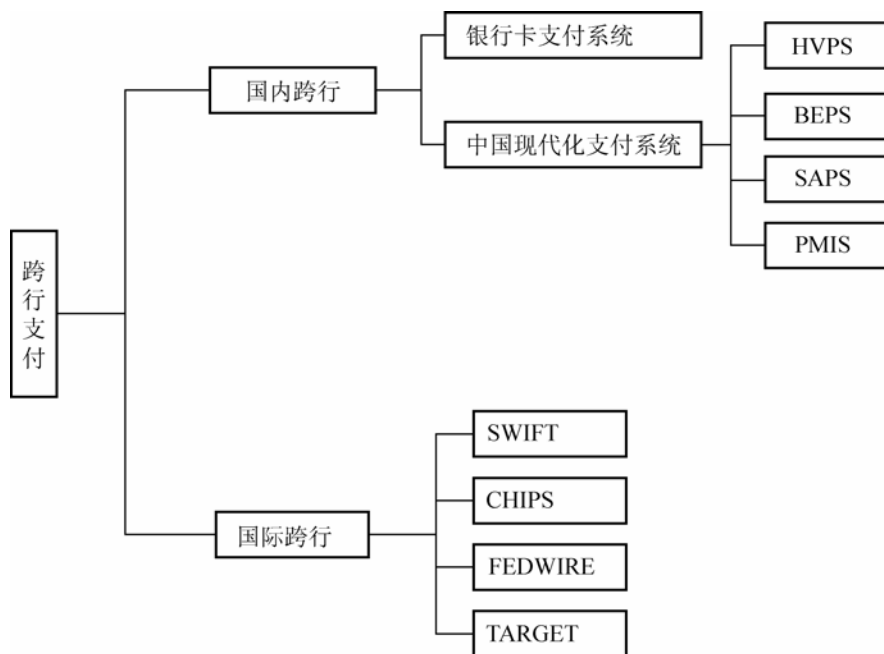 跨行支付
国内跨行
银行卡支付系统
中国现代化支付系统
HVPS
BEPS
SAPS
PMIS
国际跨行
SWIFT
CHIPS
FEDWIRE
TARGET